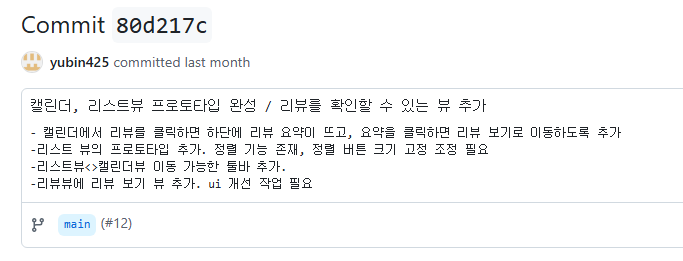 Commit 80d217c
yubin425 committed last month
캘린더, 리스트뷰 프로토타입 완성 / 리뷰를 확인할 수 있는 뷰 추가
- 캘린더에서 리뷰를 클릭하면 하단에 리뷰 요약이 뜨고, 요약을 클릭하면 리뷰 보기로 이동하도록 추가
-리스트 뷰의 프로토타입 추가. 정렬 기능 존재, 정렬 버튼 크기 고정 조정 필요
-리스트뷰<>캘린더뷰 이동 가능한 툴바 추가.
-리뷰뷰에 리뷰 보기 뷰 추가. ui 개선 작업 필요
main (#12)